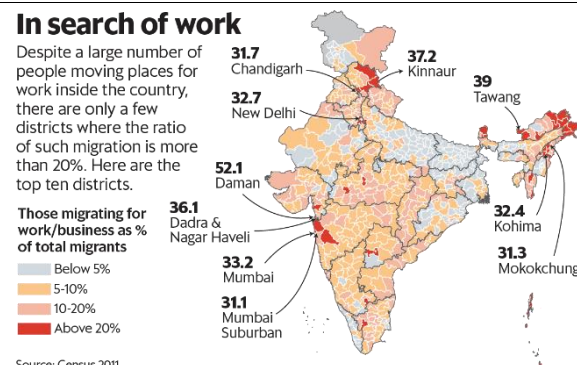 In search of work
Despite a large number of
people moving places for
work inside the country,
there are only a few
districts where the ratio
of such migration is more
than 20%. Here are the
top ten districts.
Those migrating for
work/business as %
of total migrants
Below 5%
5-10%
10-20%
Above 20%
31.7
Chandigarh
32.7
New Delhi
52.1
Daman
36.1
Dadra &
Nagar Haveli
33.2
Mumbai
31.1
Mumbai
Suburban
37.2
Kinnaur
39
Tawang
32.4
Kohima
31.3
Mokokchung
Source: Census 2011